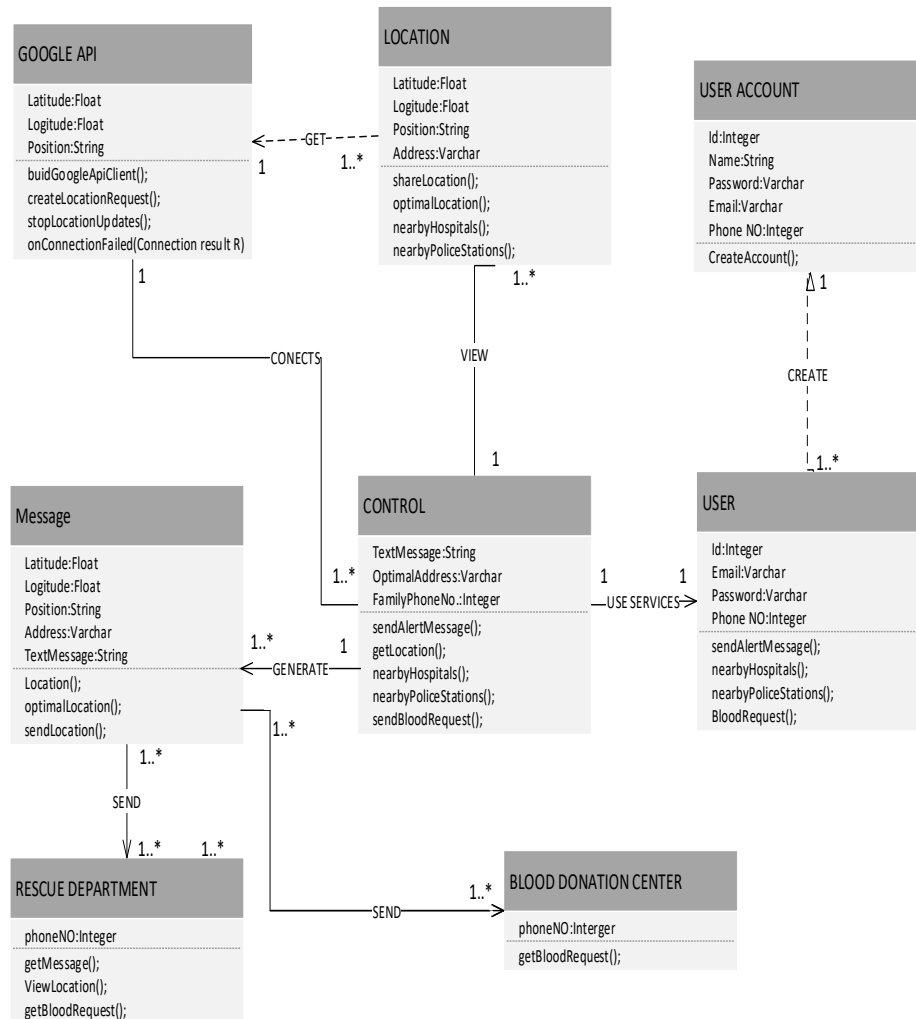 GOOGLE API
Latitude:Float
Logitude:Float
Position:String
buidGoogleApiClient();
createLocationRequest();
stopLocationUpdates();
onConnectionFailed(Connection result R)
1
LOCATION
Latitude:Float
Logitude:Float
Position:String
Address:Varchar
shareLocation();
optimalLocation();
nearbyHospitals();
nearbyPoliceStations();
1..*
GET
1
1..*
USER ACCOUNT
Id:Integer
Name:String
Password:Varchar
Email:Varchar
Phone NO:Integer
CreateAccount();
1
CONECTS
VIEW
CREATE
1
1..*
Message
Latitude:Float
Logitude:Float
Position:String
Address:Varchar
TextMessage:String
Location();
optimalLocation();
sendLocation();
1..*
1..*
GENERATE
1
1..*
1..*
CONTROL
TextMessage:String
OptimalAddress:Varchar
FamilyPhoneNo.:Integer
sendAlertMessage();
getLocation();
nearbyHospitals();
nearbyPoliceStations();
sendBloodRequest();
1
USE SERVICES
1
USER
Id:Integer
Email:Varchar
Password:Varchar
Phone NO:Integer
sendAlertMessage();
nearbyHospitals();
nearbyPoliceStations();
BloodRequest();
SEND
1..*
1..*
RESCUE DEPARTMENT
phoneNO:Integer
getMessage();
ViewLocation();
getBloodRequest();
SEND
1..*
BLOOD DONATION CENTER
phoneNO:Interger
getBloodRequest();